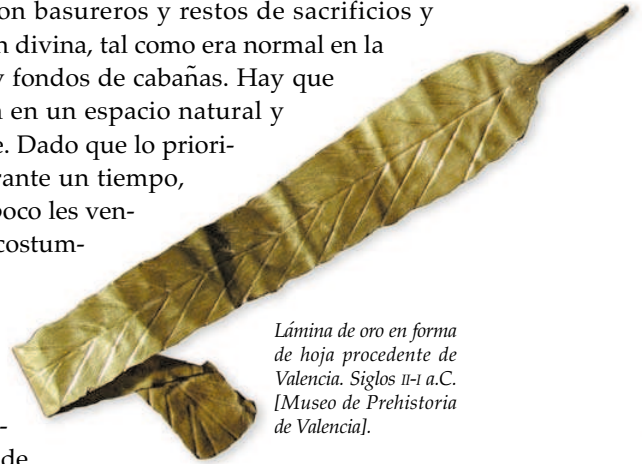 on basureros y restos de sacrificios y
n divina, tal como era normal en la
y fondos de cabañas. Hay que
en un espacio natural y
e. Dado que lo priori-
rante un tiempo,
poco les ven-
costum-
Lámina de oro en forma
de hoja procedente de
Valencia. Siglos II-I a.C.
[Museo de Prehistoria
de Valencia].
-
de